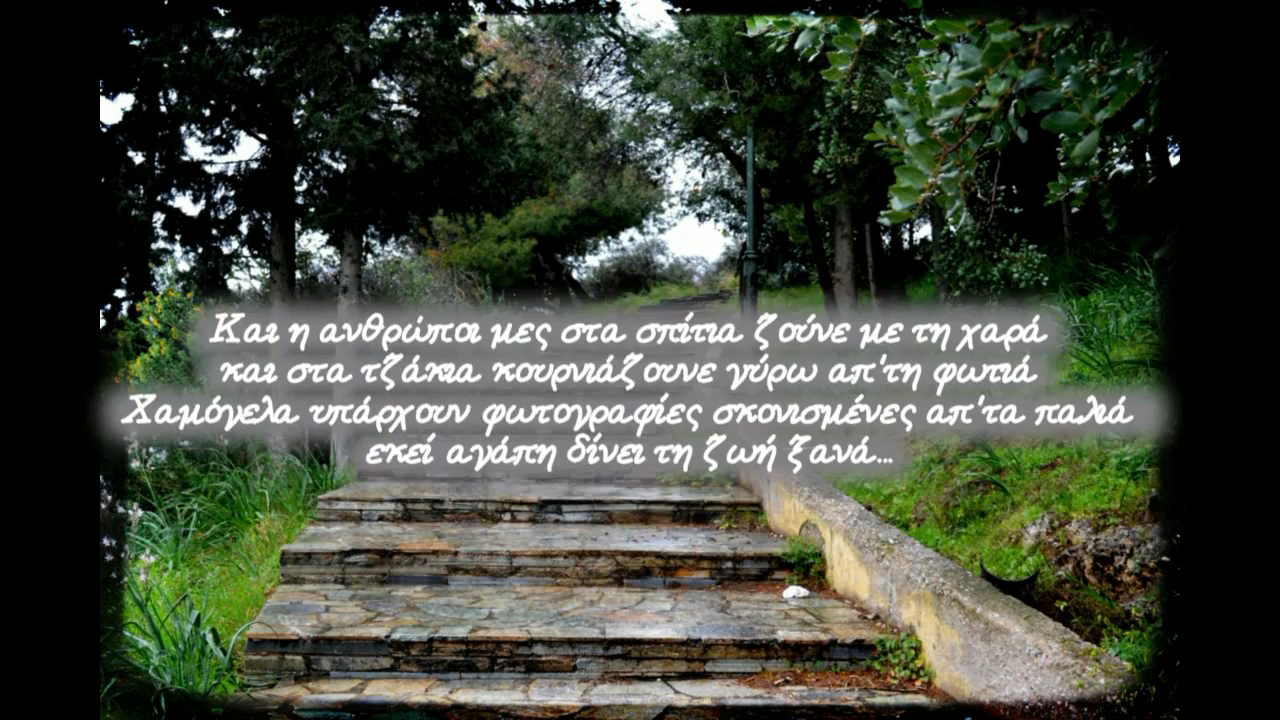 Και η ανθρώποι μες στα σπίτια ζούνε με τη χαρά
και στα τζάκια κουρνιάζουνε γύρω απ'τη φωτιά
Χαμόγελα υπάρχουν φωτογραφίες σκονισμένες απ'τα παλιά
εκεί αγάπη δίνει τη ζωή ξανά...